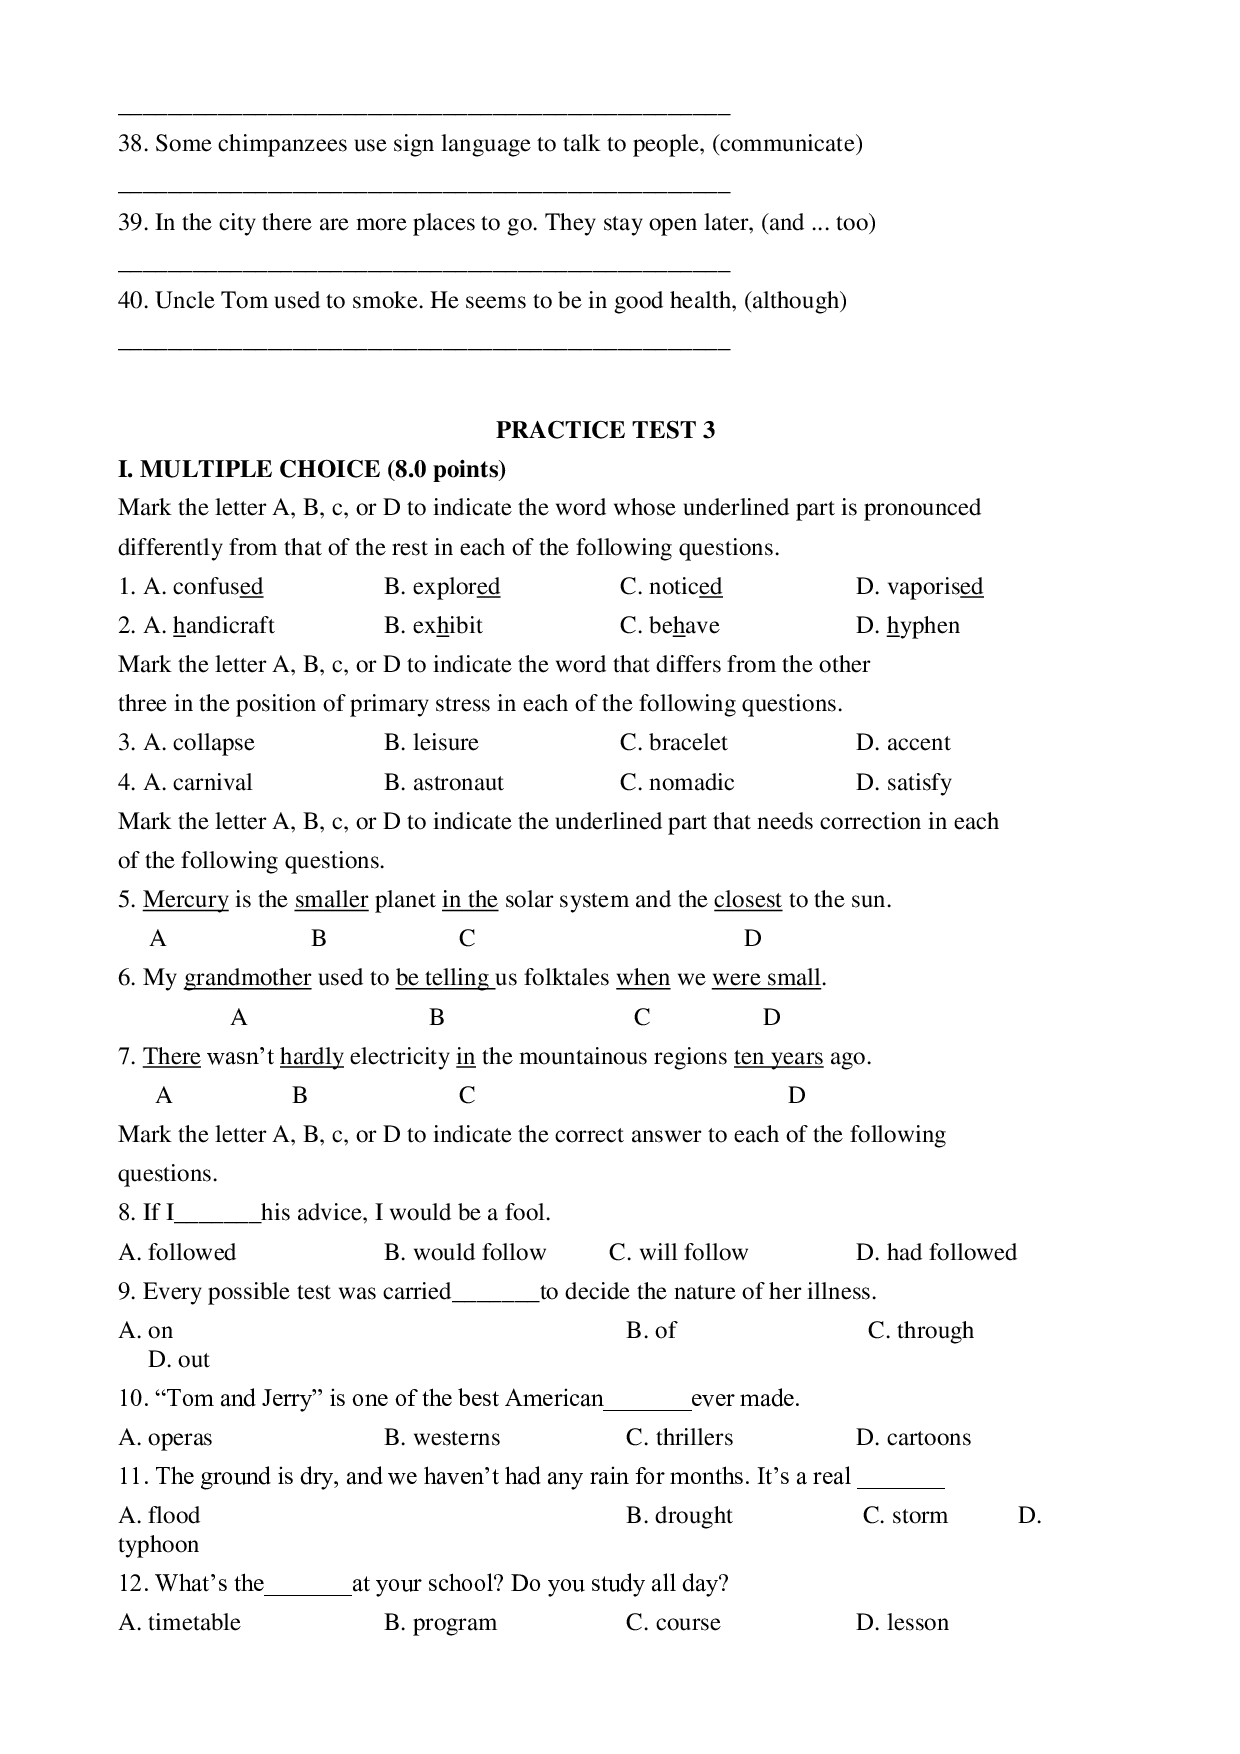 _________________________________________________
38. Some chimpanzees use sign language to talk to people, (communicate)
_________________________________________________
39. In the city there are more places to go. They stay open later, (and ... too)
_________________________________________________
40. Uncle Tom used to smoke. He seems to be in good health, (although)
_________________________________________________
PRACTICE TEST 3
I. MULTIPLE CHOICE (8.0 points)
Mark the letter A, B, c, or D to indicate the word whose underlined part is pronounced
differently from that of the rest in each of the following questions.
1. A. confused B. explored C. noticed D. vaporised
2. A. handicraft B. exhibit C. behave D. hyphen
Mark the letter A, B, c, or D to indicate the word that differs from the other
three in the position of primary stress in each of the following questions.
3. A. collapse B. leisure C. bracelet D. accent
4. A. carnival B. astronaut C. nomadic D. satisfy
Mark the letter A, B, c, or D to indicate the underlined part that needs correction in each
of the following questions.
5. Mercury is the smaller planet in the solar system and the closest to the sun.
A B C D
6. My grandmother used to be telling us folktales when we were small.
A B C D
7. There wasn’t hardly electricity in the mountainous regions ten years ago.
A B C D
Mark the letter A, B, c, or D to indicate the correct answer to each of the following
questions.
8. If I_______his advice, I would be a fool.
A. followed B. would follow C. will follow D. had followed
9. Every possible test was carried_______to decide the nature of her illness.
A. on B. of C. through
D. out
10. “Tom and Jerry” is one of the best American_______ever made.
A. operas B. westerns C. thrillers D. cartoons
11. The ground is dry, and we haven’t had any rain for months. It’s a real _______
A. flood B. drought C. storm D.
typhoon
12. What’s the_______at your school? Do you study all day?
A. timetable B. program C. course D. lesson